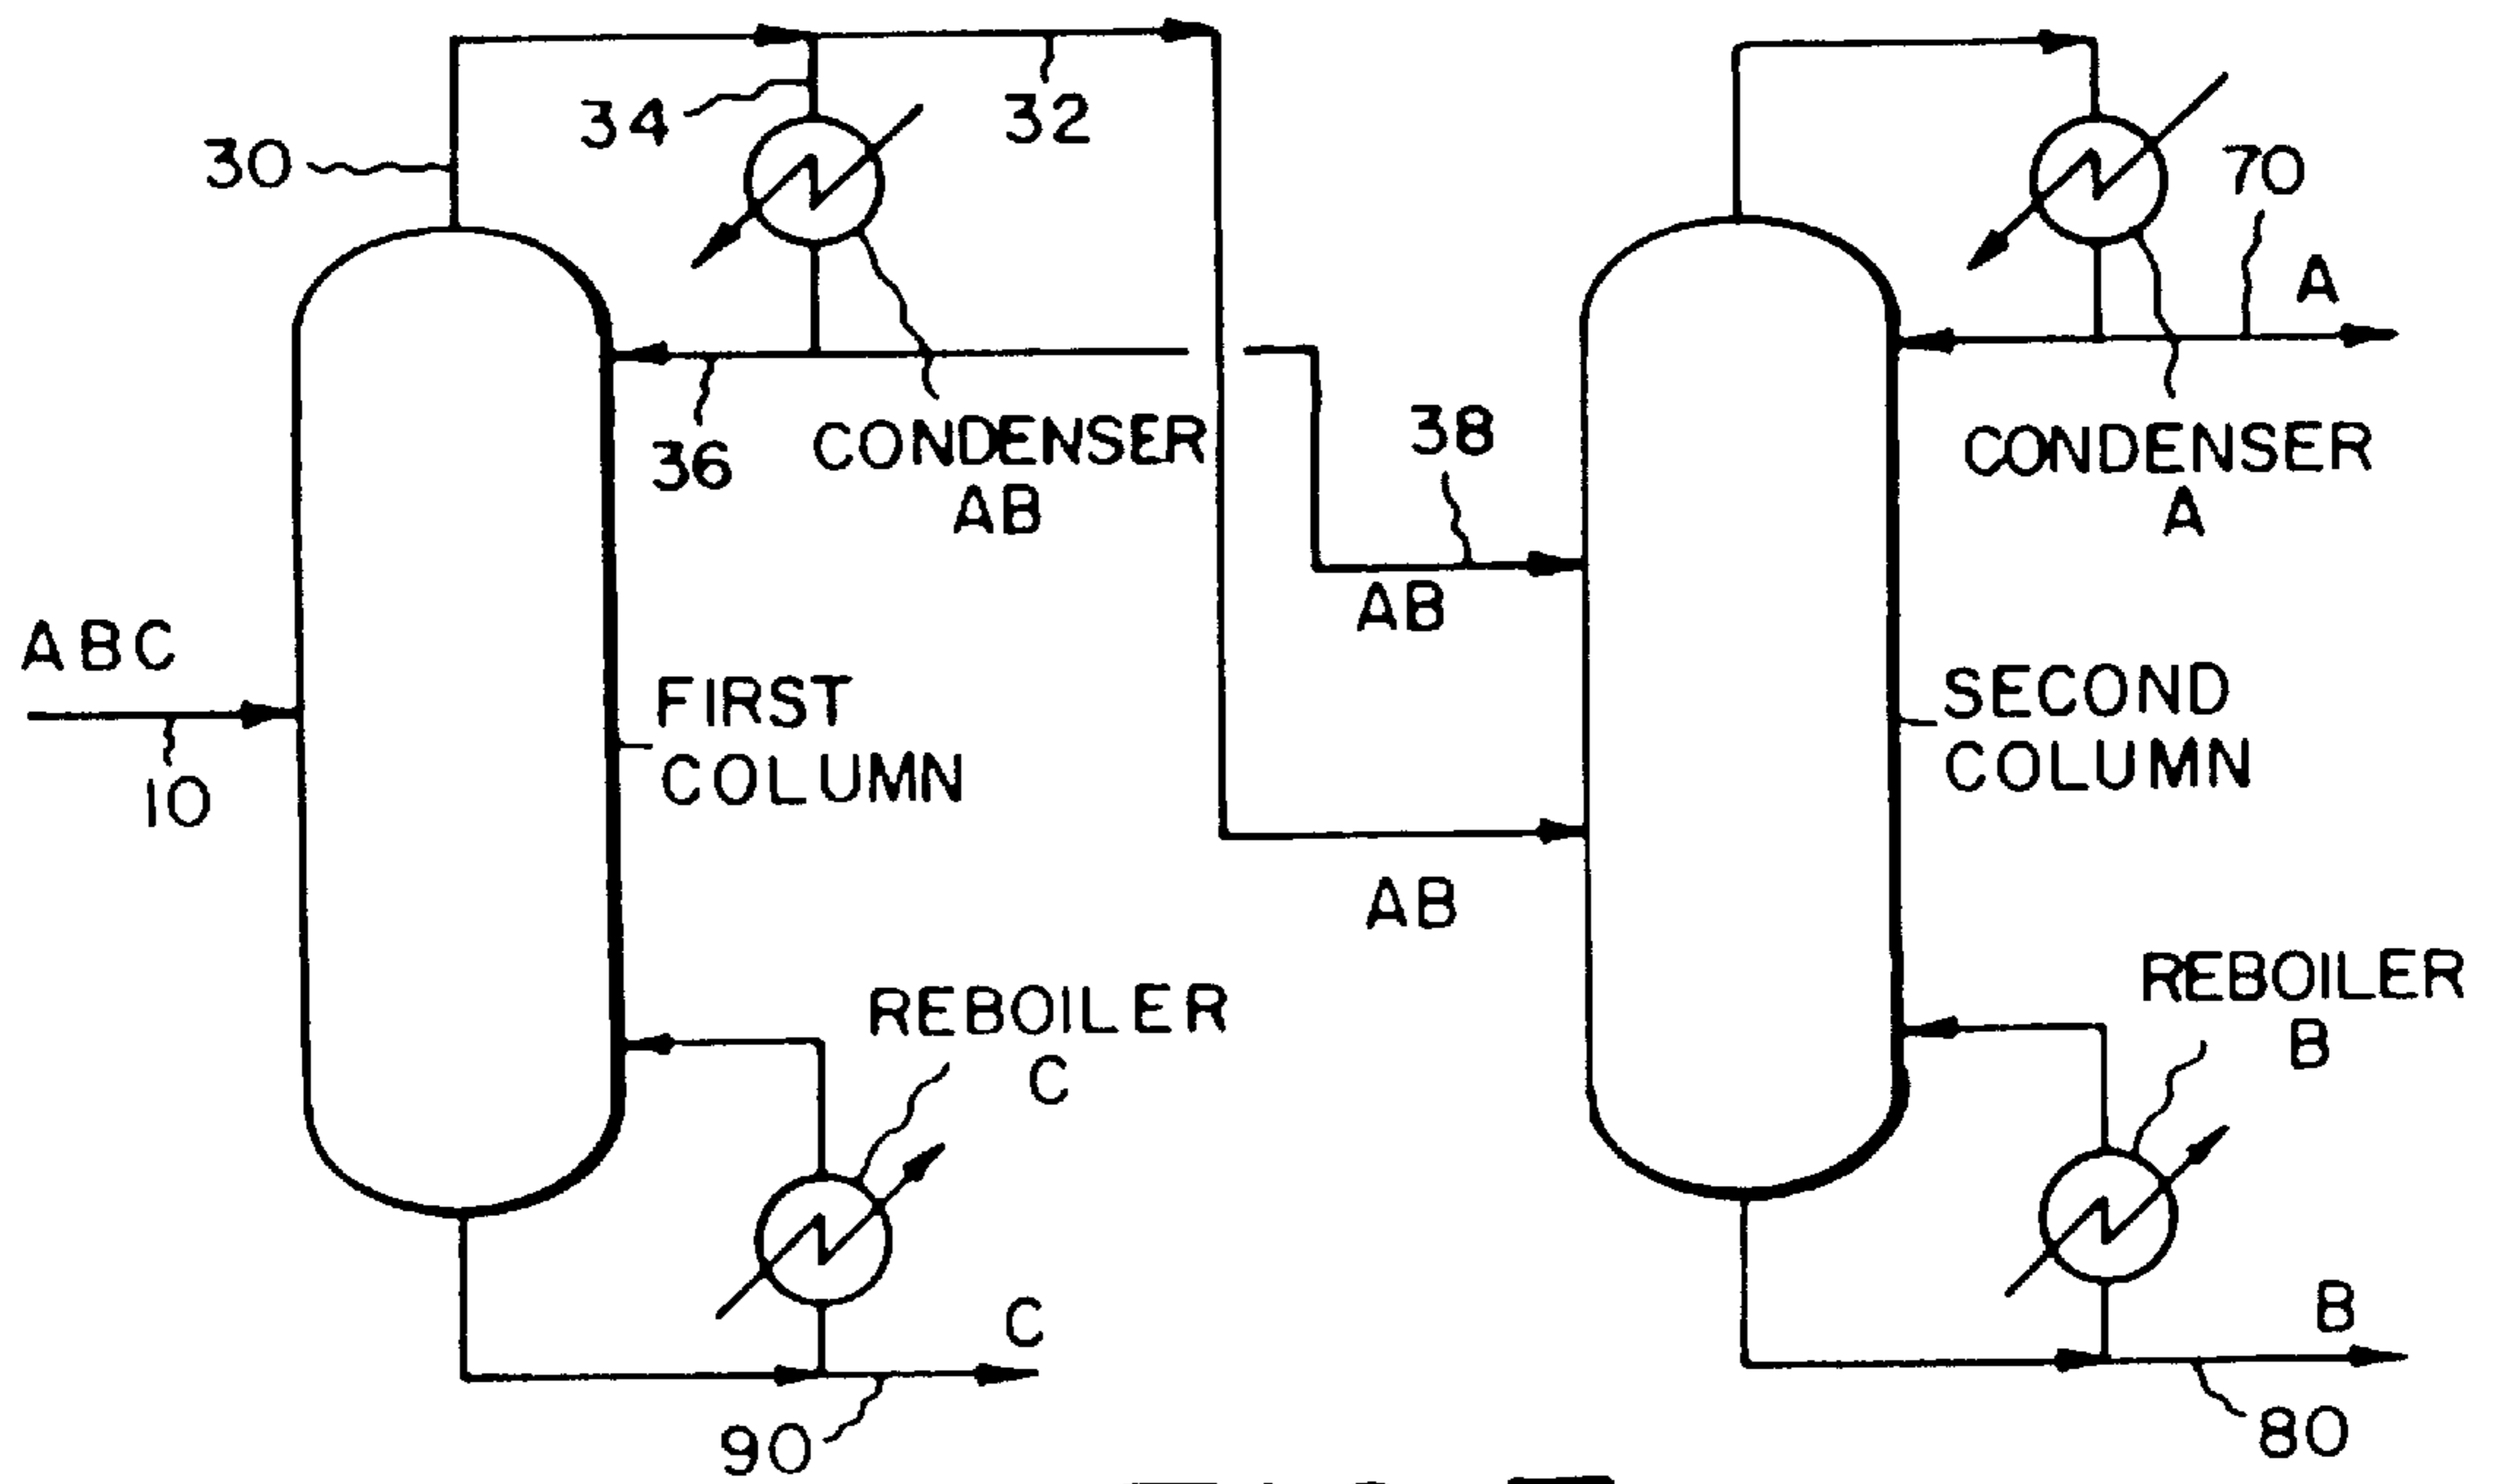 34
32
30
70
A
36
CONDENSER
AB
38
CONDENSER
A
AB
ABC
10
FIRST
COLUMN
SECOND
COLUMN
AB
REBOILER
C
REBOILER
B
C
90
B
80